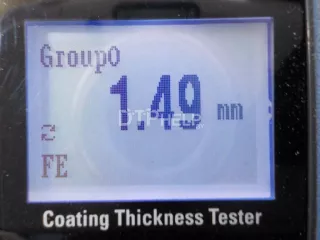 Group0
1.49 mm
FE
Coating Thickness Tester